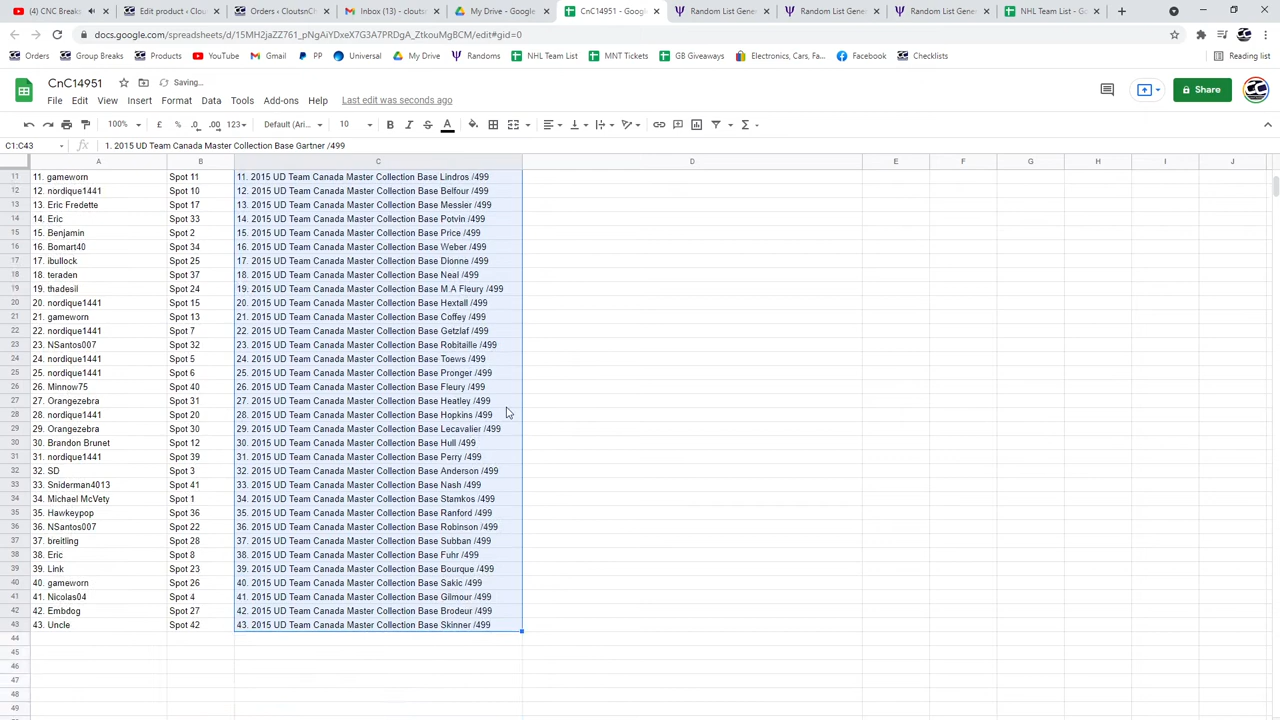 CNC Breaks
Edit product < Clou
Orders < CloutsnC
Inbox (13) - clouts
My Drive - Google
CnC14951 - Googl
Random List Gene
Random List Gene
Random List Gene
NHL Team List - Go
docs.google.com/spreadsheets/d/15MH2jaZZ761_pNgAiYDxeX7G3A7PRDgA_ZtkouMgBCM/edit#gid=0
Orders
Group Breaks
Products
YouTube
Gmail
PP
Universal
My Drive
Randoms
NHL Team List
MNT Tickets
GB Giveaways
Electronics, Cars, Fa...
Facebook
Checklists
Reading list
CnC14951
Saving...
Share
File Edit View Insert Format Data Tools Add-ons Help Last edit was seconds ago
100% £ % .0 .00 123 Default (Ari... 10 B I S A
C1:C43 fx 1. 2015 UD Team Canada Master Collection Base Gartner /499
A B C D E F G H I J
11 11. gameworn Spot 11 11. 2015 UD Team Canada Master Collection Base Lindros /499
12 12. nordique1441 Spot 10 12. 2015 UD Team Canada Master Collection Base Belfour /499
13 13. Eric Fredette Spot 17 13. 2015 UD Team Canada Master Collection Base Messier /499
14 14. Eric Spot 33 14. 2015 UD Team Canada Master Collection Base Potvin /499
15 15. Benjamin Spot 2 15. 2015 UD Team Canada Master Collection Base Price /499
16 16. Bomart40 Spot 34 16. 2015 UD Team Canada Master Collection Base Weber /499
17 17. ibullock Spot 25 17. 2015 UD Team Canada Master Collection Base Dionne /499
18 18. teraden Spot 37 18. 2015 UD Team Canada Master Collection Base Neal /499
19 19. thadesil Spot 24 19. 2015 UD Team Canada Master Collection Base M.A Fleury /499
20 20. nordique1441 Spot 15 20. 2015 UD Team Canada Master Collection Base Hextall /499
21 21. gameworn Spot 13 21. 2015 UD Team Canada Master Collection Base Coffey /499
22 22. nordique1441 Spot 7 22. 2015 UD Team Canada Master Collection Base Getzlaf /499
23 23. NSantos007 Spot 32 23. 2015 UD Team Canada Master Collection Base Robitaille /499
24 24. nordique1441 Spot 5 24. 2015 UD Team Canada Master Collection Base Toews /499
25 25. nordique1441 Spot 6 25. 2015 UD Team Canada Master Collection Base Pronger /499
26 26. Minnow75 Spot 40 26. 2015 UD Team Canada Master Collection Base Fleury /499
27 27. Orangezebra Spot 31 27. 2015 UD Team Canada Master Collection Base Heatley /499
28 28. nordique1441 Spot 20 28. 2015 UD Team Canada Master Collection Base Hopkins /499
29 29. Orangezebra Spot 30 29. 2015 UD Team Canada Master Collection Base Lecavalier /499
30 30. Brandon Brunet Spot 12 30. 2015 UD Team Canada Master Collection Base Hull /499
31 31. nordique1441 Spot 39 31. 2015 UD Team Canada Master Collection Base Perry /499
32 32. SD Spot 3 32. 2015 UD Team Canada Master Collection Base Anderson /499
33 33. Sniderman4013 Spot 41 33. 2015 UD Team Canada Master Collection Base Nash /499
34 34. Michael McVety Spot 1 34. 2015 UD Team Canada Master Collection Base Stamkos /499
35 35. Hawkeypop Spot 36 35. 2015 UD Team Canada Master Collection Base Ranford /499
36 36. NSantos007 Spot 22 36. 2015 UD Team Canada Master Collection Base Robinson /499
37 37. breitling Spot 28 37. 2015 UD Team Canada Master Collection Base Subban /499
38 38. Eric Spot 8 38. 2015 UD Team Canada Master Collection Base Fuhr /499
39 39. Link Spot 23 39. 2015 UD Team Canada Master Collection Base Bourque /499
40 40. gameworn Spot 26 40. 2015 UD Team Canada Master Collection Base Sakic /499
41 41. Nicolas04 Spot 4 41. 2015 UD Team Canada Master Collection Base Gilmour /499
42 42. Embdog Spot 27 42. 2015 UD Team Canada Master Collection Base Brodeur /499
43 43. Uncle Spot 42 43. 2015 UD Team Canada Master Collection Base Skinner /499
44
45
46
47
48
49